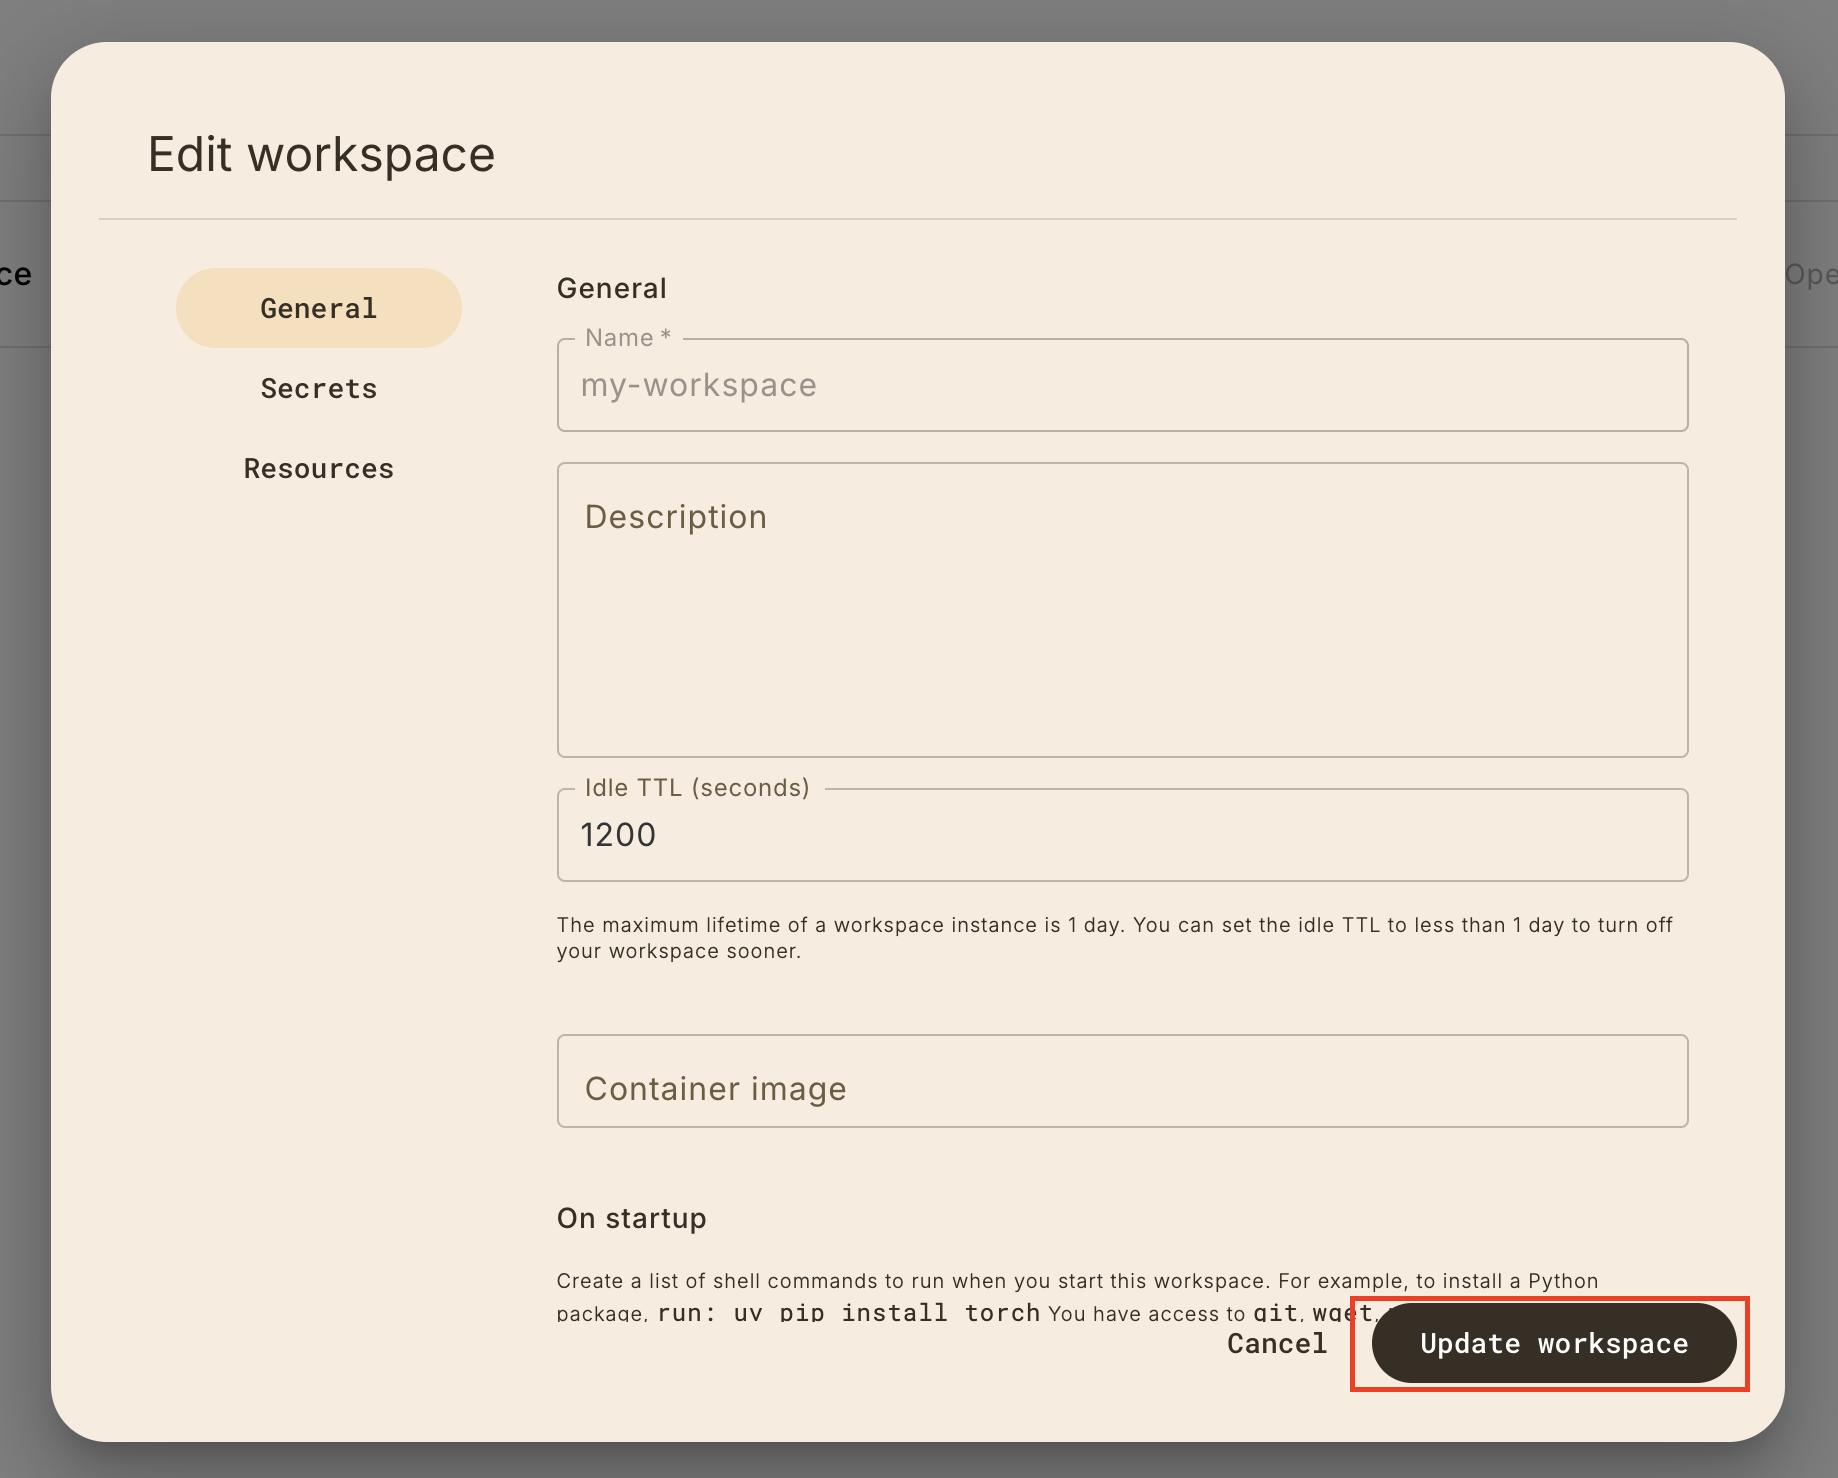 Edit workspace
General
Secrets
Resources
General
Name *
my-workspace
Description
Idle TTL (seconds)
1200
The maximum lifetime of a workspace instance is 1 day. You can set the idle TTL to less than 1 day to turn off
your workspace sooner.
Container image
On startup
Create a list of shell commands to run when you start this workspace. For example, to install a Python
package, run: uv pip install torch You have access to git, wget,
Cancel
Update workspace
ce
Ope